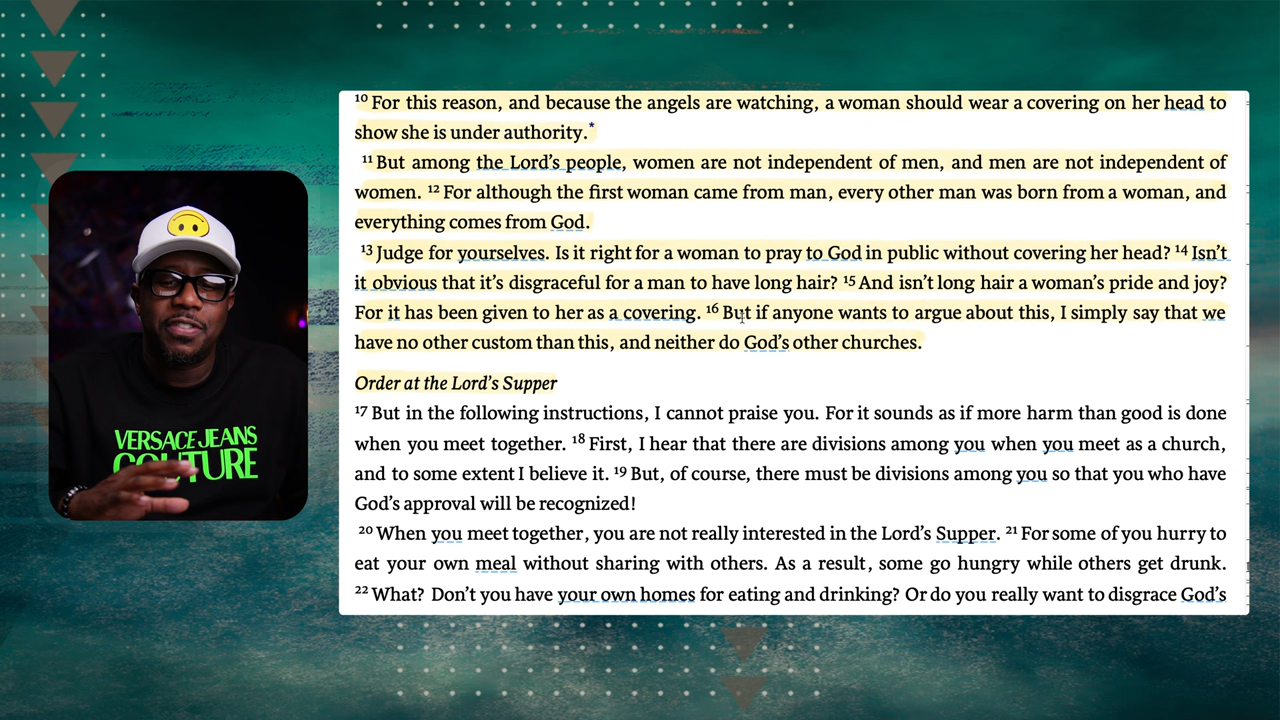 VERSACE JEANS
COUTURE
10 For this reason, and because the angels are watching, a woman should wear a covering on her head to
show she is under authority.*
11 But among the Lord’s people, women are not independent of men, and men are not independent of
women. 12 For although the first woman came from man, every other man was born from a woman, and
everything comes from God.
13 Judge for yourselves. Is it right for a woman to pray to God in public without covering her head? 14 Isn’t
it obvious that it’s disgraceful for a man to have long hair? 15 And isn’t long hair a woman’s pride and joy?
For it has been given to her as a covering. 16 But if anyone wants to argue about this, I simply say that we
have no other custom than this, and neither do God’s other churches.
Order at the Lord’s Supper
17 But in the following instructions, I cannot praise you. For it sounds as if more harm than good is done
when you meet together. 18 First, I hear that there are divisions among you when you meet as a church,
and to some extent I believe it. 19 But, of course, there must be divisions among you so that you who have
God’s approval will be recognized!
20 When you meet together, you are not really interested in the Lord’s Supper. 21 For some of you hurry to
eat your own meal without sharing with others. As a result, some go hungry while others get drunk.
22 What? Don’t you have your own homes for eating and drinking? Or do you really want to disgrace God’s